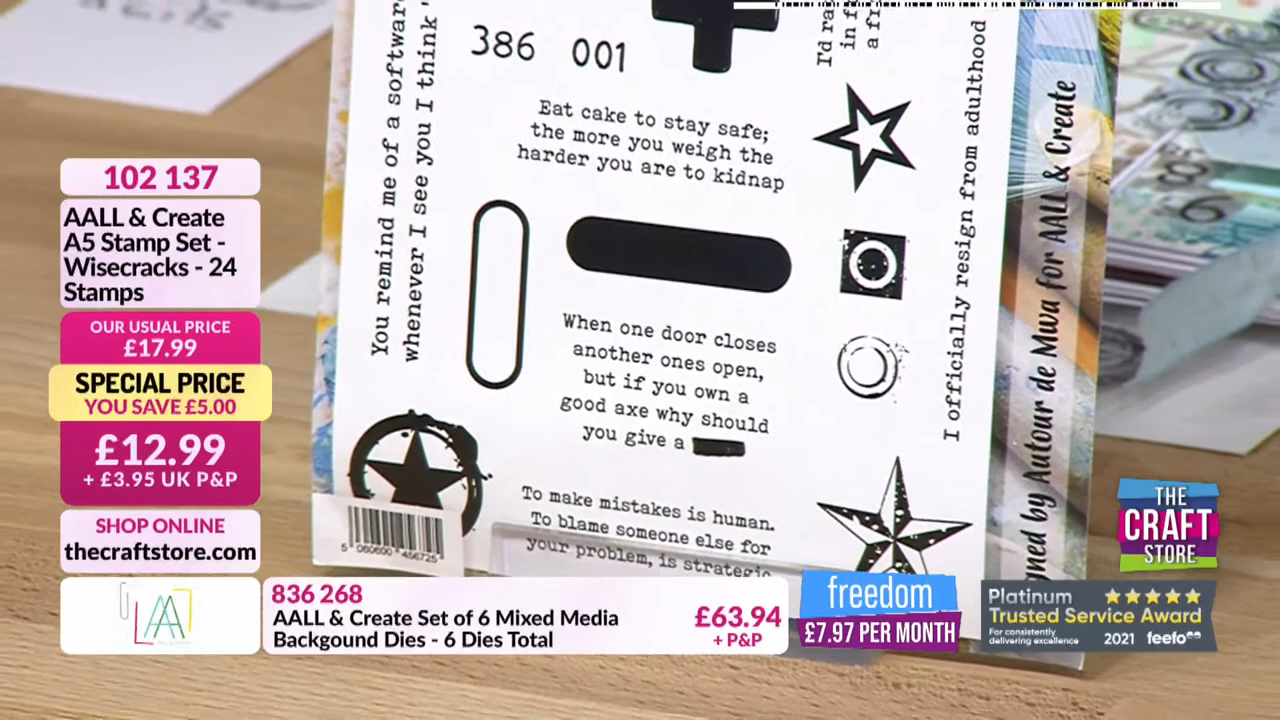 386 001
I'd ra
in f
a fr
You remind me of a software
whenever I see you I think
Eat cake to stay safe;
the more you weigh the
harder you are to kidnap
I officially resign from adulthood
When one door closes
another ones open,
but if you own a
good axe why should
you give a
To make mistakes is human.
To blame someone else for
your problem, is strategic
gned by Autour de Mwa for AALL & Create
5 060600 456725
102 137
AALL & Create
A5 Stamp Set -
Wisecracks - 24
Stamps
OUR USUAL PRICE
£17.99
SPECIAL PRICE
YOU SAVE £5.00
£12.99
+ £3.95 UK P&P
SHOP ONLINE
thecraftstore.com
THE
CRAFT
STORE
836 268
AALL & Create Set of 6 Mixed Media
Backgound Dies - 6 Dies Total
£63.94
+ P&P
freedom
£7.97 PER MONTH
Platinum
Trusted Service Award
For consistently
delivering excellence
2021 feefo